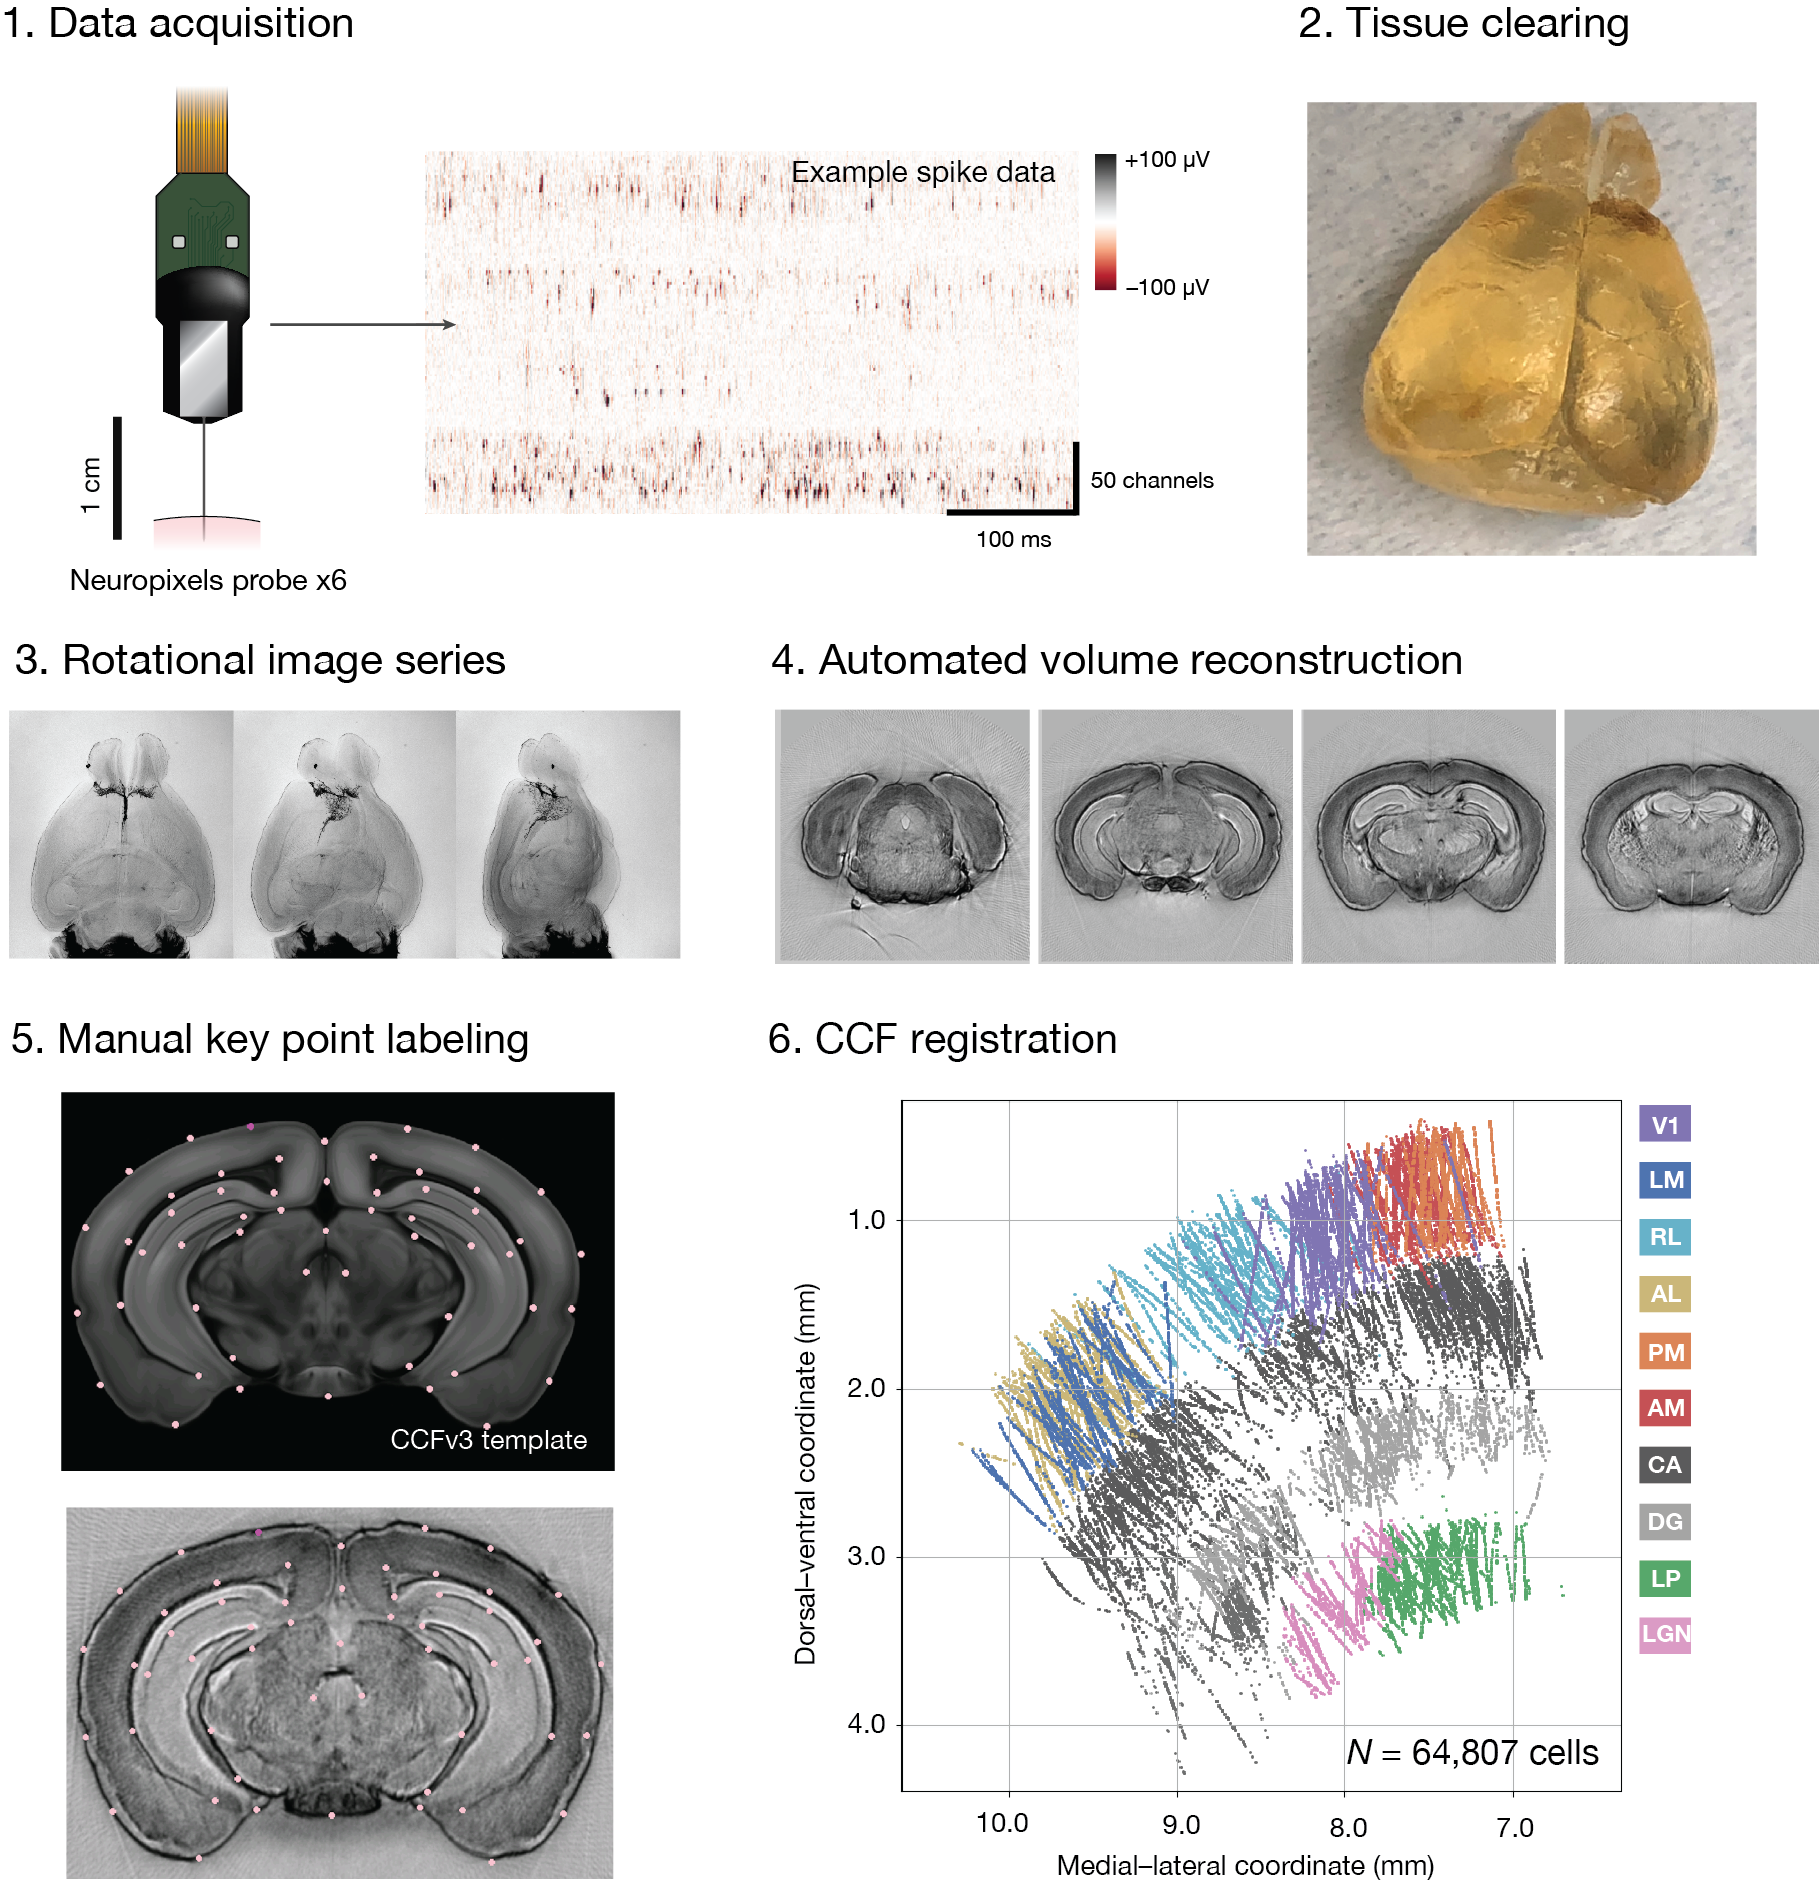 1. Data acquisition
2. Tissue clearing
Example spike data
+100 µV
−100 µV
1 cm
50 channels
100 ms
Neuropixels probe x6
3. Rotational image series
4. Automated volume reconstruction
5. Manual key point labeling
6. CCF registration
CCFv3 template
Dorsal–ventral coordinate (mm)
1.0
2.0
3.0
4.0
N = 64,807 cells
10.0
9.0
8.0
7.0
Medial–lateral coordinate (mm)
V1
LM
RL
AL
PM
AM
CA
DG
LP
LGN